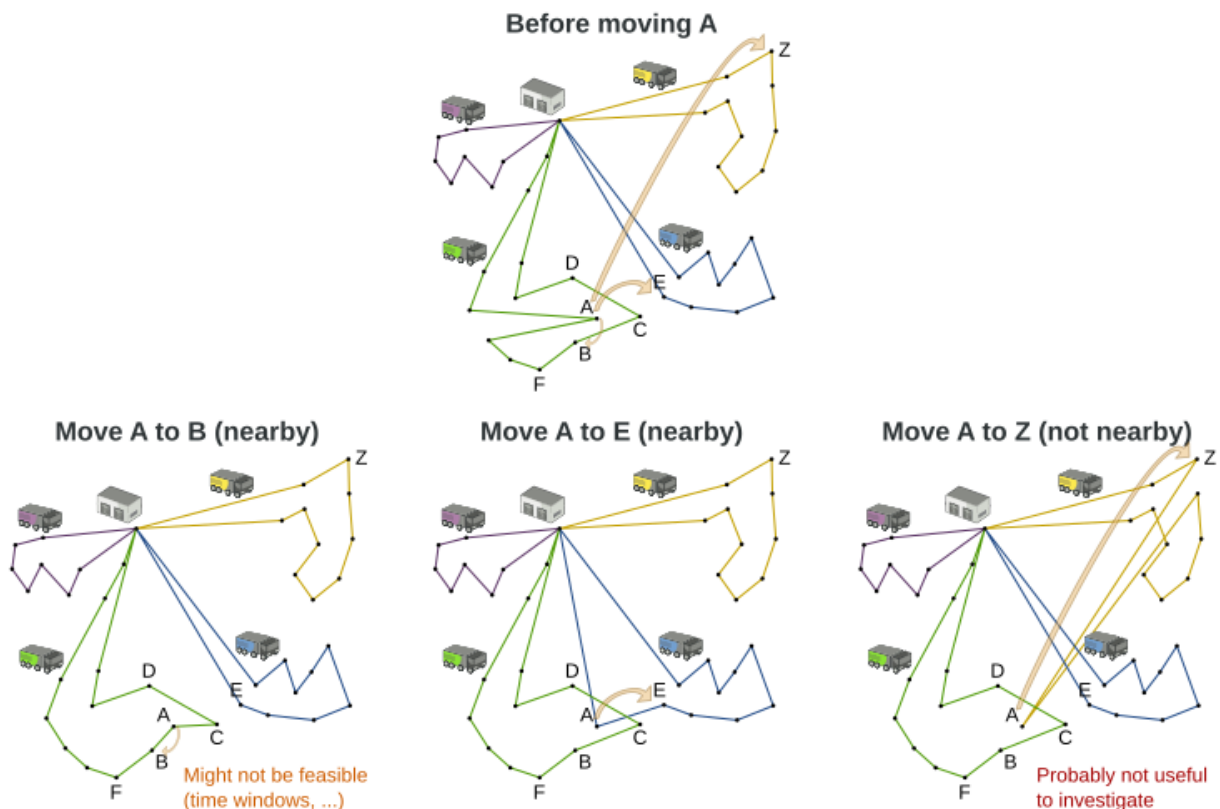 Before moving A
Z
D
E
A
C
B
F
Move A to B (nearby)
Z
D
E
A
C
B
F
Might not be feasible
(time windows, ...)
Move A to E (nearby)
Z
D
E
A
C
B
F
Move A to Z (not nearby)
Z
D
E
A
C
B
F
Probably not useful
to investigate